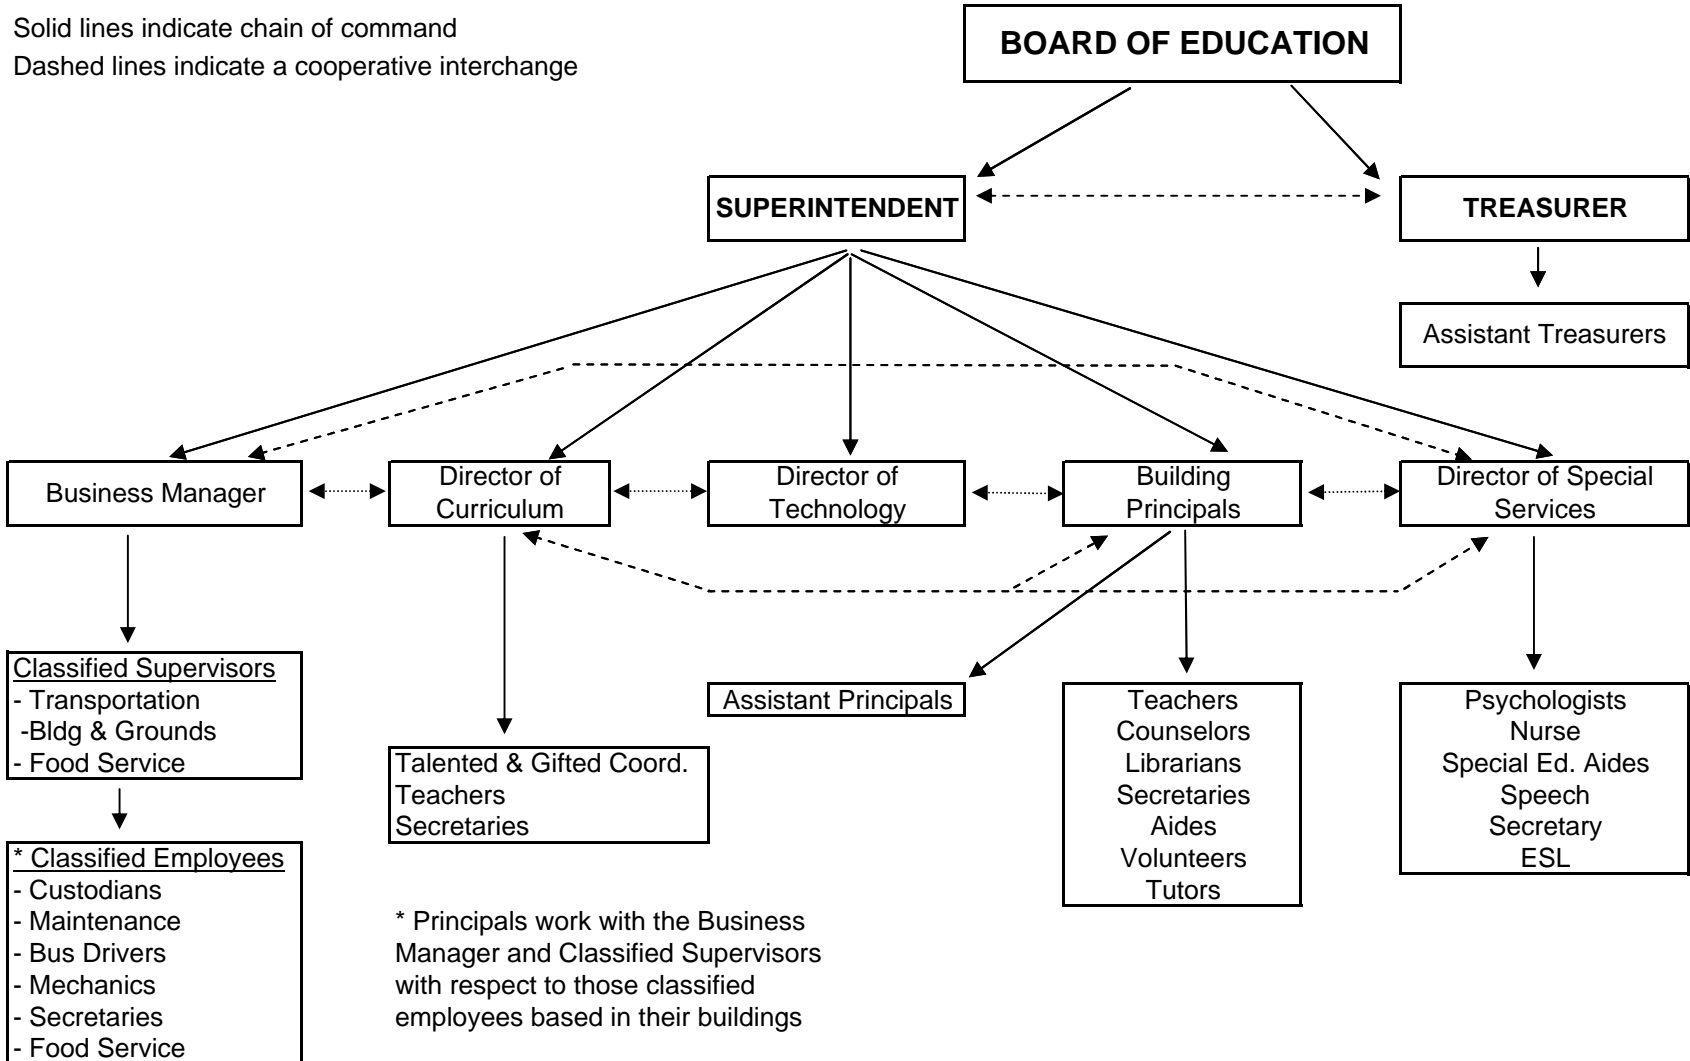 Solid lines indicate chain of command
Dashed lines indicate a cooperative interchange
BOARD OF EDUCATION
SUPERINTENDENT
TREASURER
Assistant Treasurers
Business Manager
Director of
Curriculum
Director of
Technology
Building
Principals
Director of Special
Services
Classified Supervisors
- Transportation
-Bldg & Grounds
- Food Service
* Classified Employees
- Custodians
- Maintenance
- Bus Drivers
- Mechanics
- Secretaries
- Food Service
Talented & Gifted Coord.
Teachers
Secretaries
Assistant Principals
Teachers
Counselors
Librarians
Secretaries
Aides
Volunteers
Tutors
Psychologists
Nurse
Special Ed. Aides
Speech
Secretary
ESL
* Principals work with the Business
Manager and Classified Supervisors
with respect to those classified
employees based in their buildings